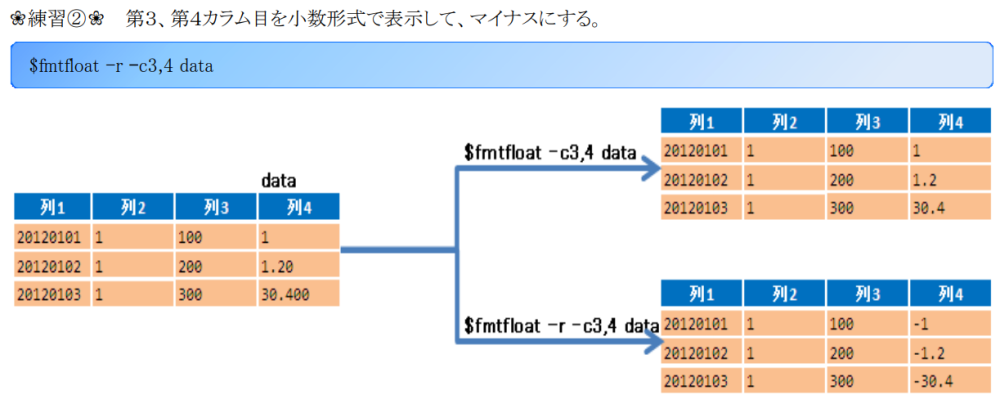 ❀練習②❀　第３、第４カラム目を小数形式で表示して、マイナスにする。
$fmtfloat −r −c3,4 data
data
列1 列2 列3 列4
20120101 1 100 1
20120102 1 200 1.20
20120103 1 300 30.400
$fmtfloat −c3,4 data
列1 列2 列3 列4
20120101 1 100 1
20120102 1 200 1.2
20120103 1 300 30.4
$fmtfloat −r −c3,4 data
列1 列2 列3 列4
20120101 1 100 -1
20120102 1 200 -1.2
20120103 1 300 -30.4